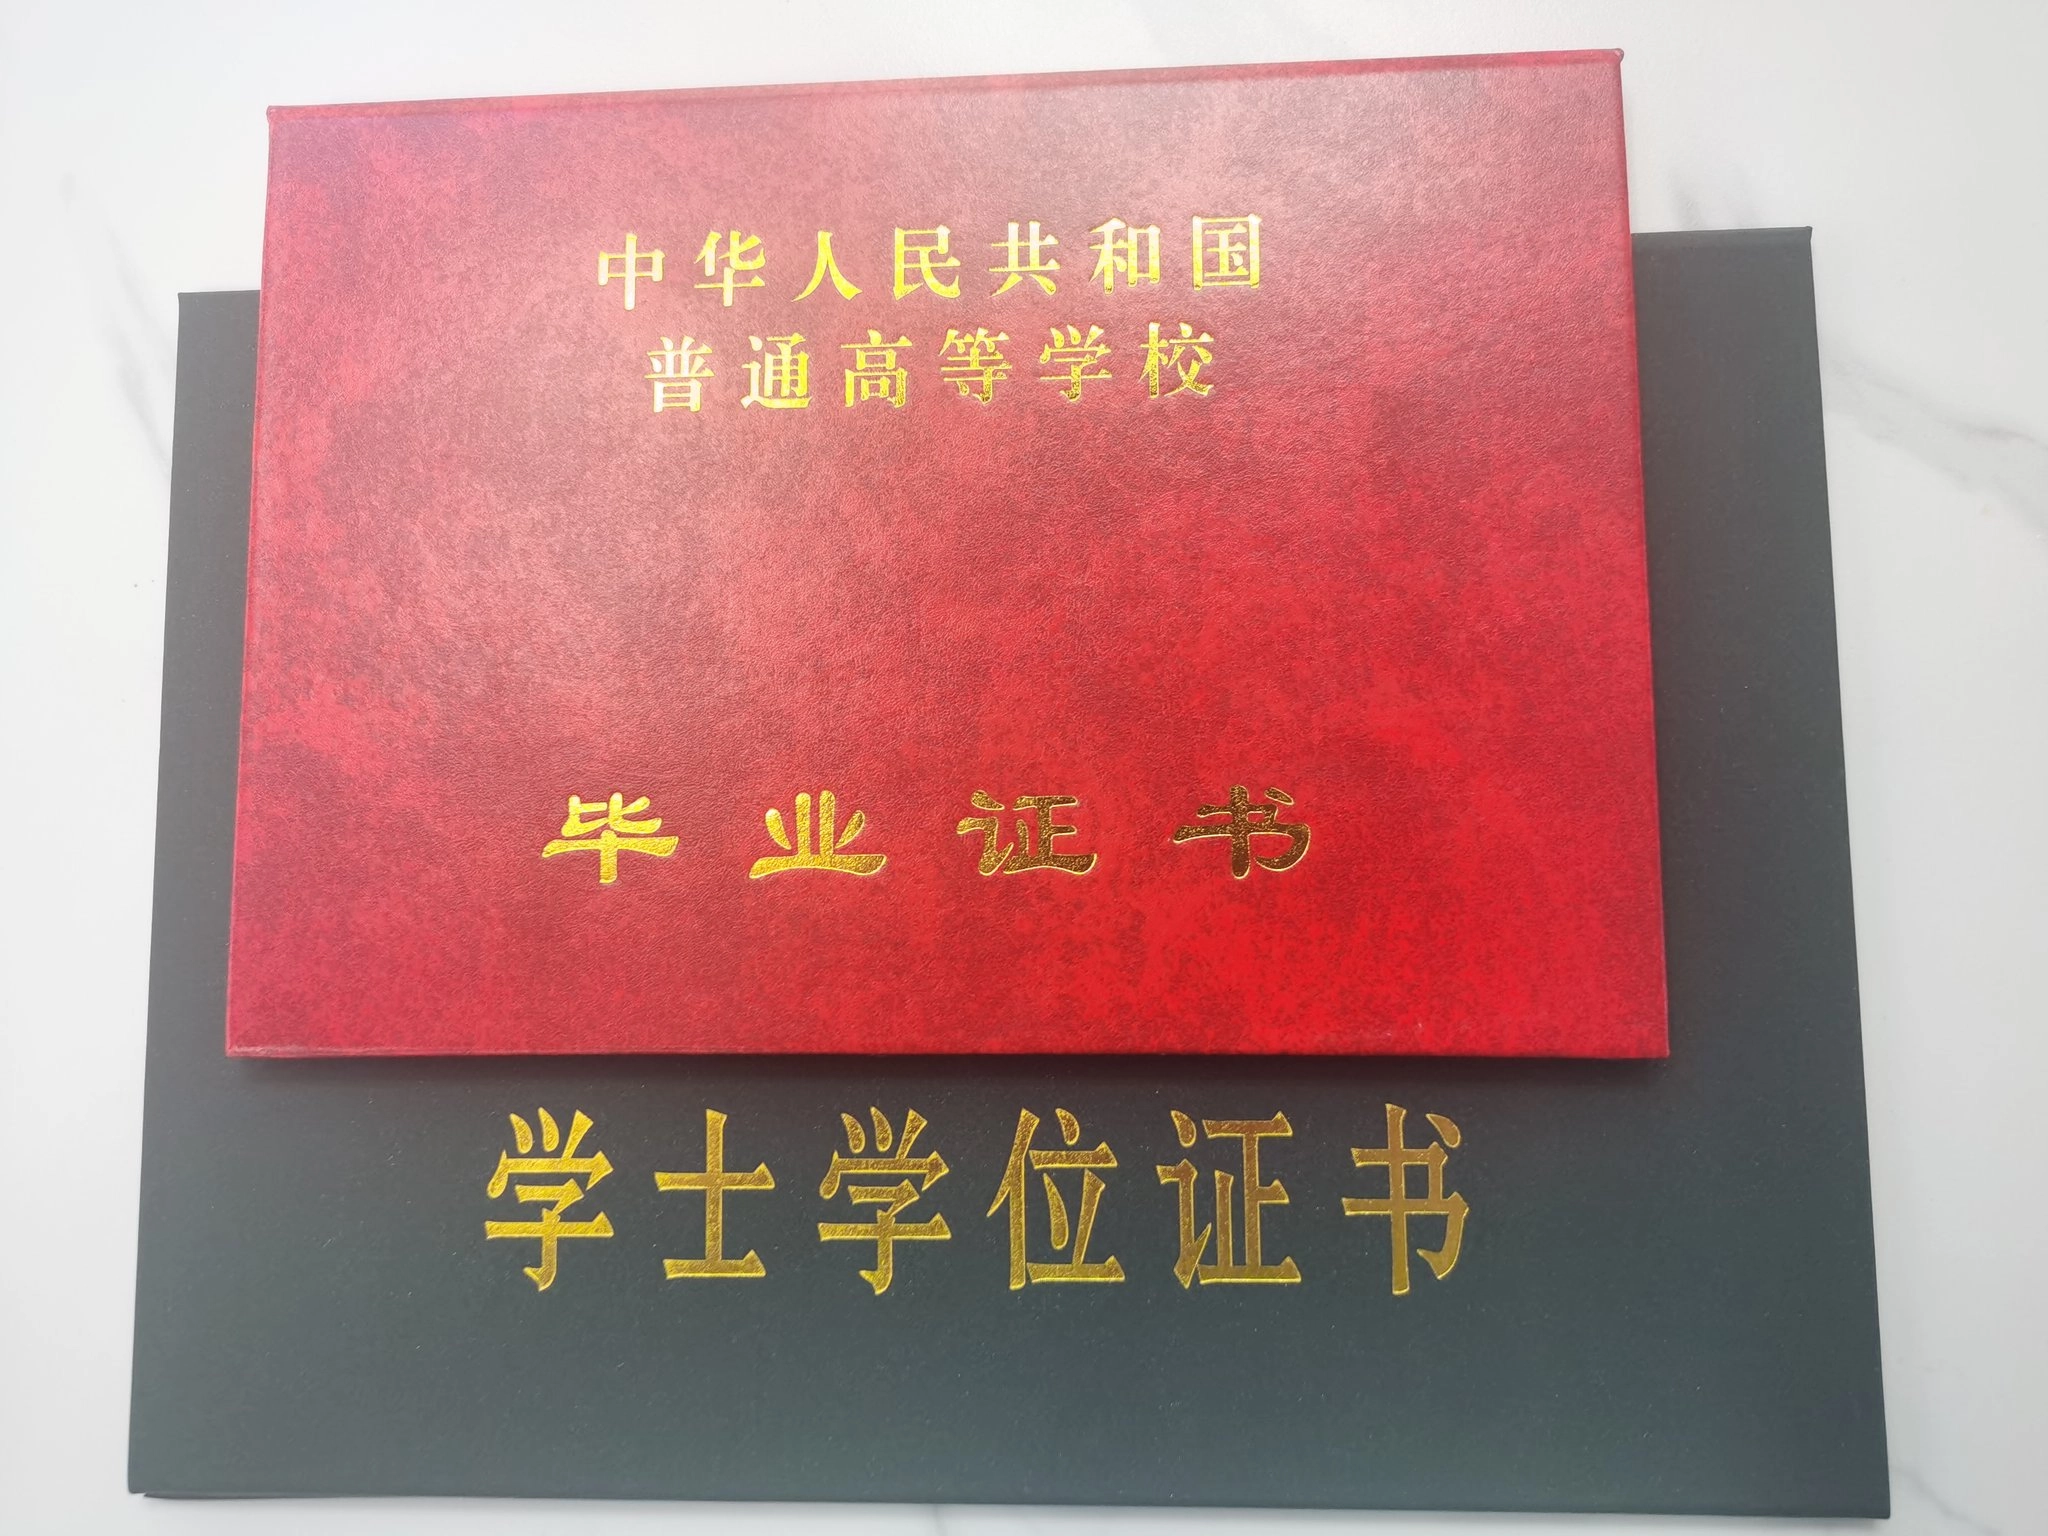 中华人民共和国
普通高等学校
毕业证书
学士学位证书